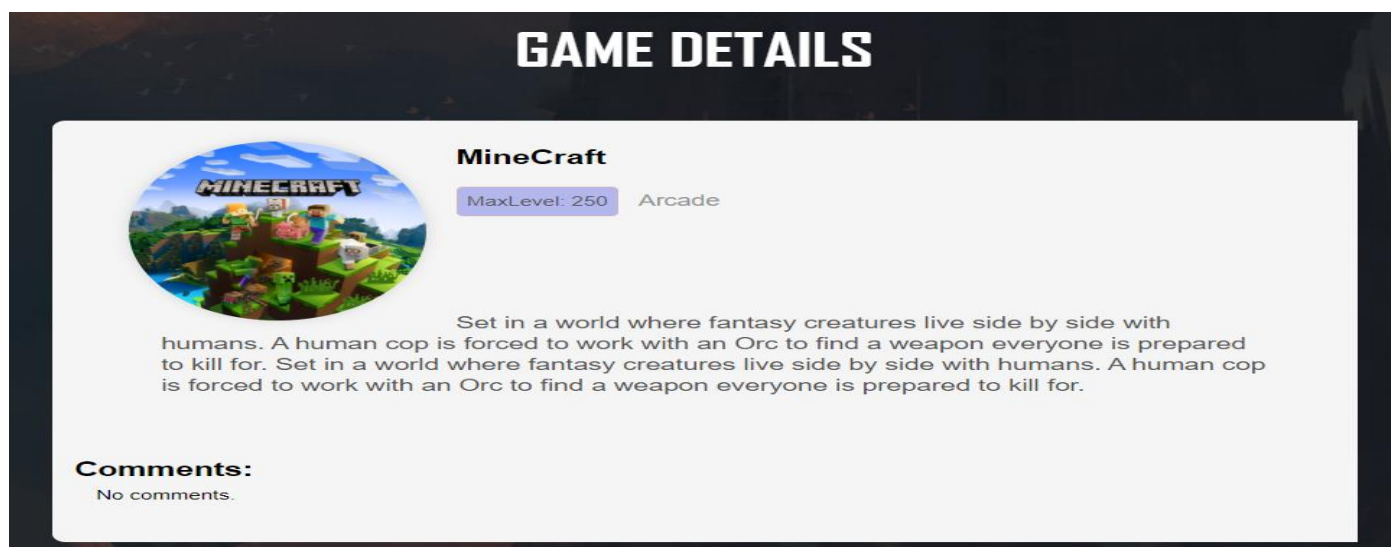 GAME DETAILS
MINECRAFT
MineCraft
MaxLevel: 250 Arcade
Set in a world where fantasy creatures live side by side with
humans. A human cop is forced to work with an Orc to find a weapon everyone is prepared
to kill for. Set in a world where fantasy creatures live side by side with humans. A human cop
is forced to work with an Orc to find a weapon everyone is prepared to kill for.
Comments:
No comments.